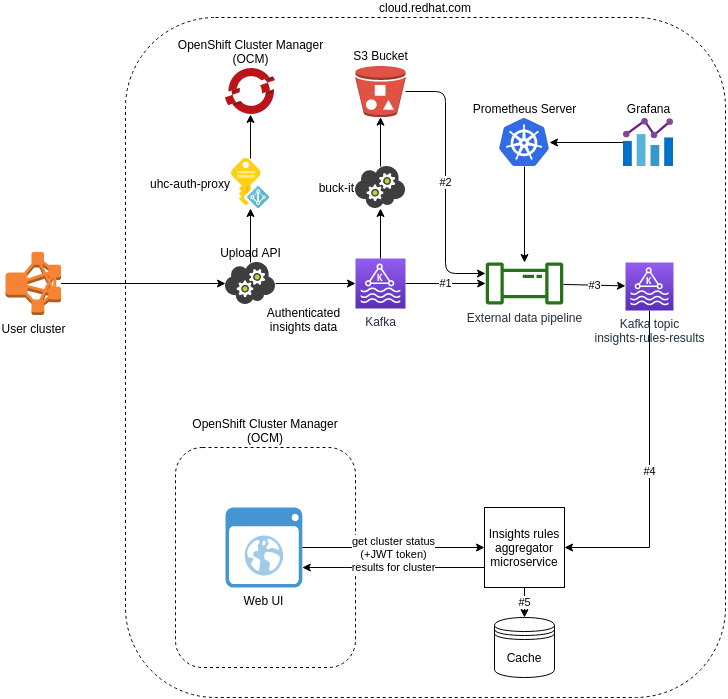 cloud.redhat.com
OpenShift Cluster Manager
(OCM)
S3 Bucket
Prometheus Server
Grafana
uhc-auth-proxy
buck-it
#2
Upload API
User cluster
Authenticated
insights data
Kafka
K
#1
External data pipeline
#3
K
Kafka topic
insights-rules-results
OpenShift Cluster Manager
(OCM)
#4
Web UI
get cluster status
(+JWT token)
results for cluster
Insights rules
aggregator
microservice
#5
Cache